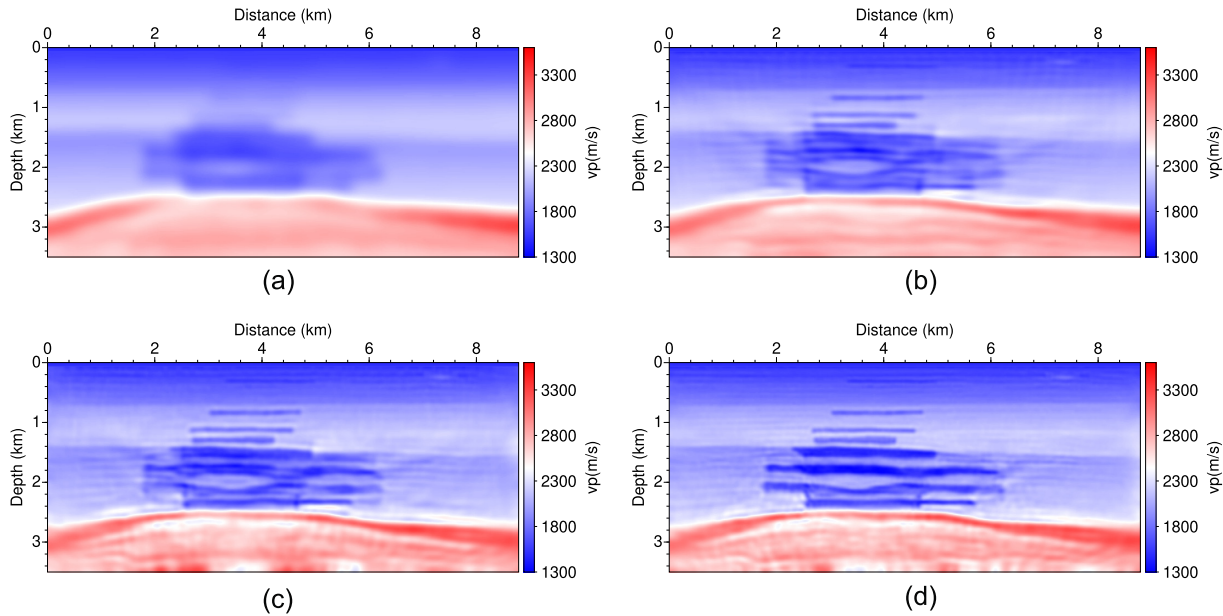 Distance (km)
0 2 4 6 8
0
1
2
3
Depth (km)
3300
2800
2300
1800
1300
vp(m/s)
(a)
Distance (km)
0 2 4 6 8
0
1
2
3
Depth (km)
3300
2800
2300
1800
1300
vp(m/s)
(b)
Distance (km)
0 2 4 6 8
0
1
2
3
Depth (km)
3300
2800
2300
1800
1300
vp(m/s)
(c)
Distance (km)
0 2 4 6 8
0
1
2
3
Depth (km)
3300
2800
2300
1800
1300
vp(m/s)
(d)